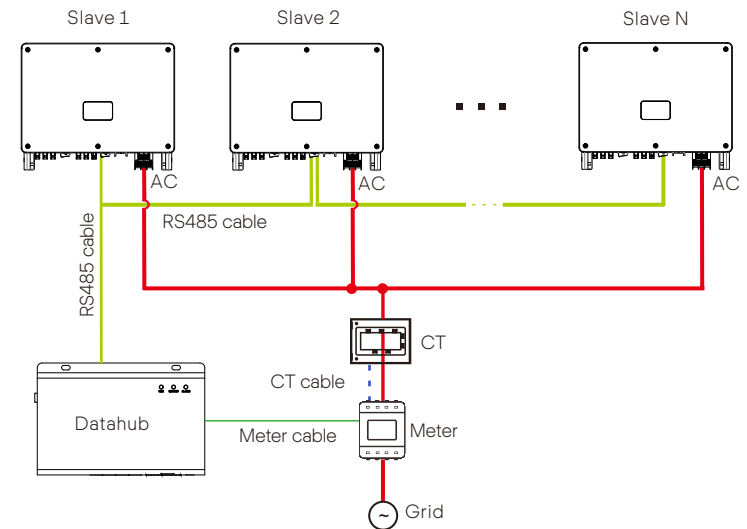 Slave 1
Slave 2
Slave N
AC
AC
AC
RS485 cable
RS485 cable
CT
CT cable
Datahub
Meter cable
Meter
~
Grid